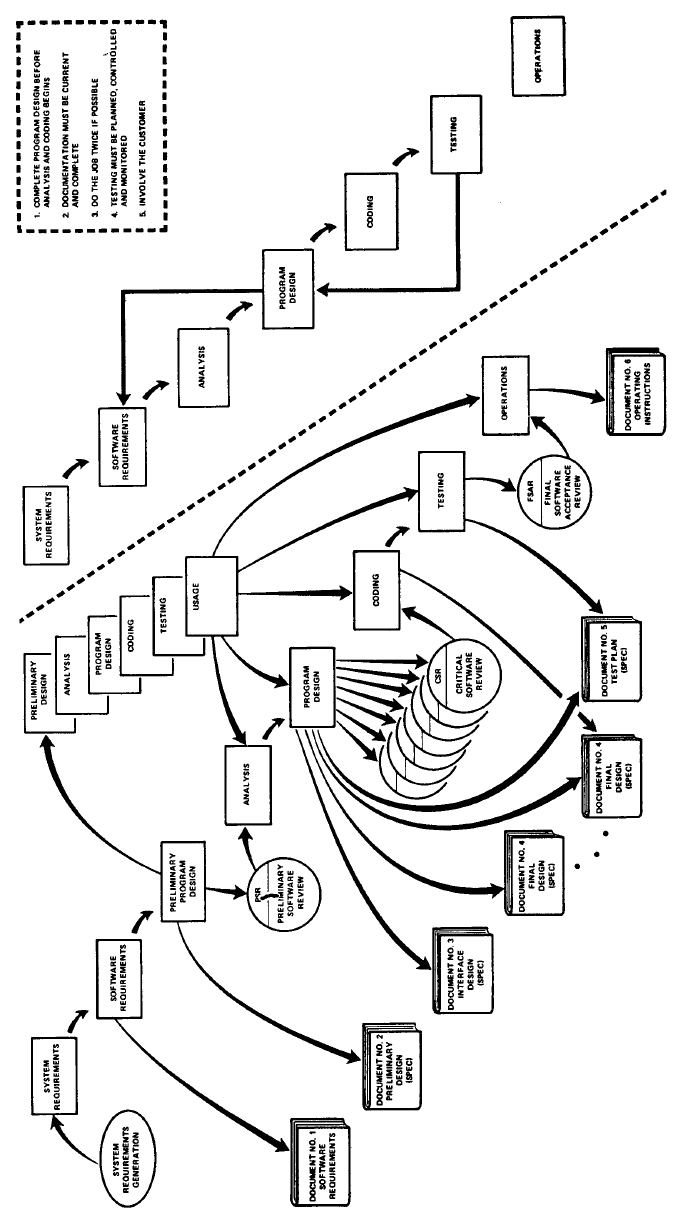 1. COMPLETE PROGRAM DESIGN BEFORE
ANALYSIS AND CODING BEGINS
2. DOCUMENTATION MUST BE CURRENT
AND COMPLETE
3. DO THE JOB TWICE IF POSSIBLE
4. TESTING MUST BE PLANNED, CONTROLLED
AND MONITORED
5. INVOLVE THE CUSTOMER
SYSTEM
REQUIREMENTS
SOFTWARE
REQUIREMENTS
ANALYSIS
PROGRAM
DESIGN
CODING
TESTING
OPERATIONS
SYSTEM
REQUIREMENTS
GENERATION
SYSTEM
REQUIREMENTS
SOFTWARE
REQUIREMENTS
PRELIMINARY
PROGRAM
DESIGN
PSR
PRELIMINARY
SOFTWARE
REVIEW
ANALYSIS
PROGRAM
DESIGN
CSR
CRITICAL
SOFTWARE
REVIEW
CODING
TESTING
FSAR
FINAL
SOFTWARE
ACCEPTANCE
REVIEW
OPERATIONS
PRELIMINARY
DESIGN
ANALYSIS
PROGRAM
DESIGN
CODING
TESTING
USAGE
DOCUMENT NO. 1
SOFTWARE
REQUIREMENTS
DOCUMENT NO. 2
PRELIMINARY
DESIGN
(SPEC)
DOCUMENT NO. 3
INTERFACE
DESIGN
(SPEC)
DOCUMENT NO. 4
FINAL
DESIGN
(SPEC)
DOCUMENT NO. 4
FINAL
DESIGN
(SPEC)
DOCUMENT NO. 5
TEST PLAN
(SPEC)
DOCUMENT NO. 6
OPERATING
INSTRUCTIONS